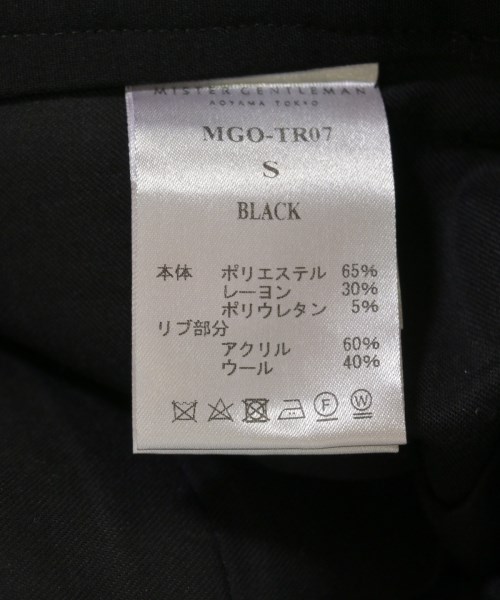 MISTERGENTLEMAN
AOYAMA TOKYO
MGO-TR07
S
BLACK
本体 ポリエステル 65%
レーヨン 30%
ポリウレタン 5%
リブ部分
アクリル 60%
ウール 40%
F W